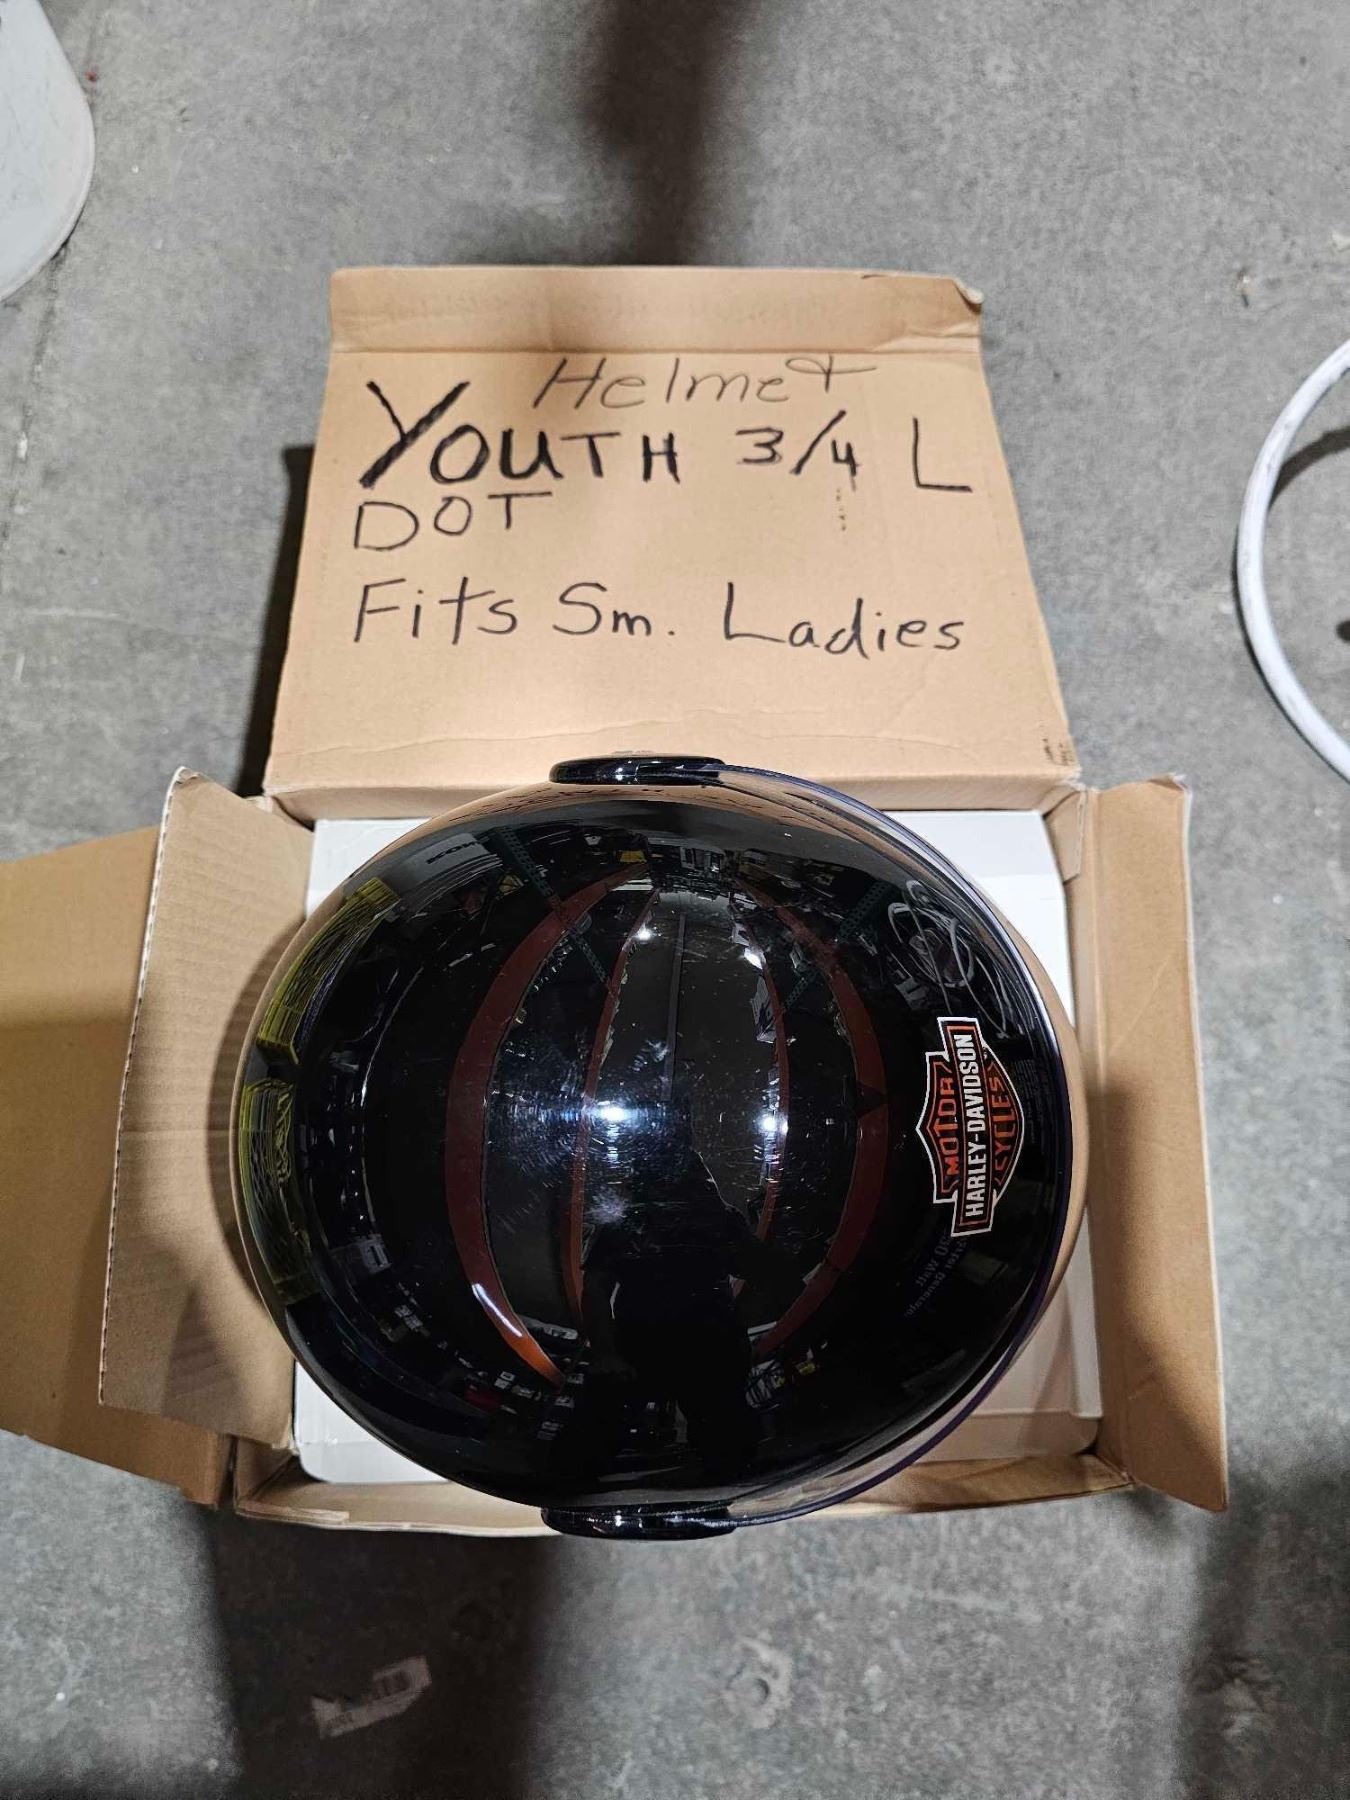 Helmet
YOUTH 3/4 L
DOT
Fits Sm. Ladies
MOTOR
HARLEY-DAVIDSON
CYCLES